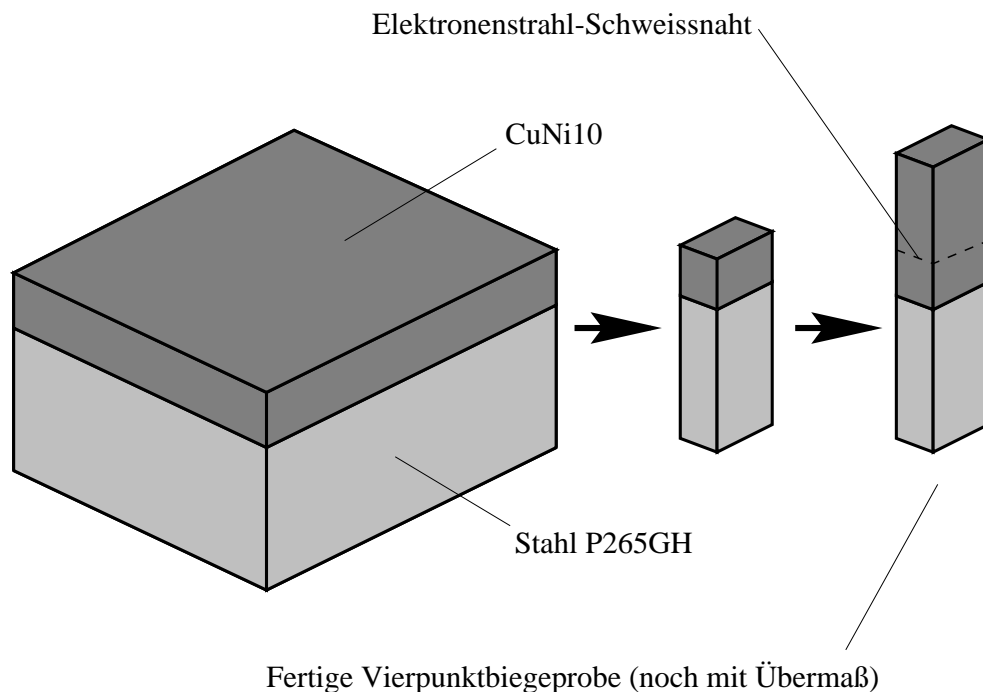 Elektronenstrahl-Schweissnaht
CuNi10
Stahl P265GH
Fertige Vierpunktbiegeprobe (noch mit Übermaß)